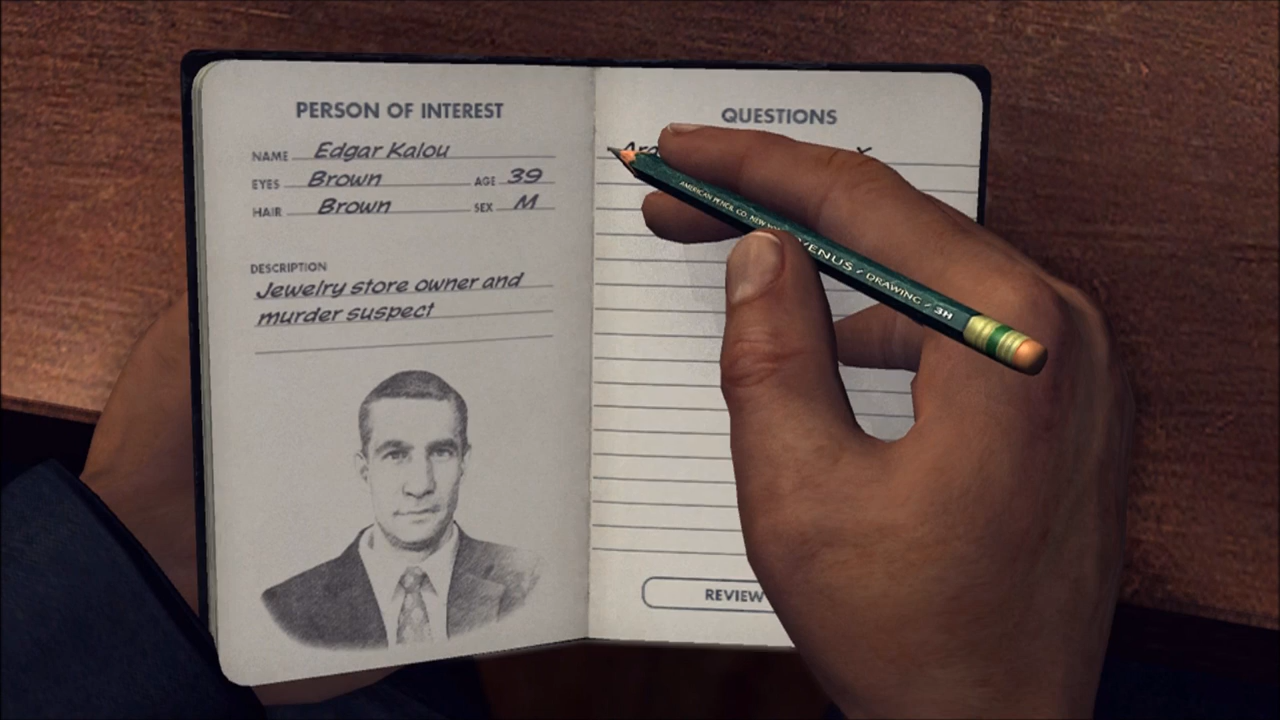 PERSON OF INTEREST
NAME Edgar Kalou
EYES Brown AGE 39
HAIR Brown SEX M
DESCRIPTION
Jewelry store owner and
murder suspect
QUESTIONS
AMERICAN PENCIL CO. NEW VENUS / DRAWING / 3H
REVIEW